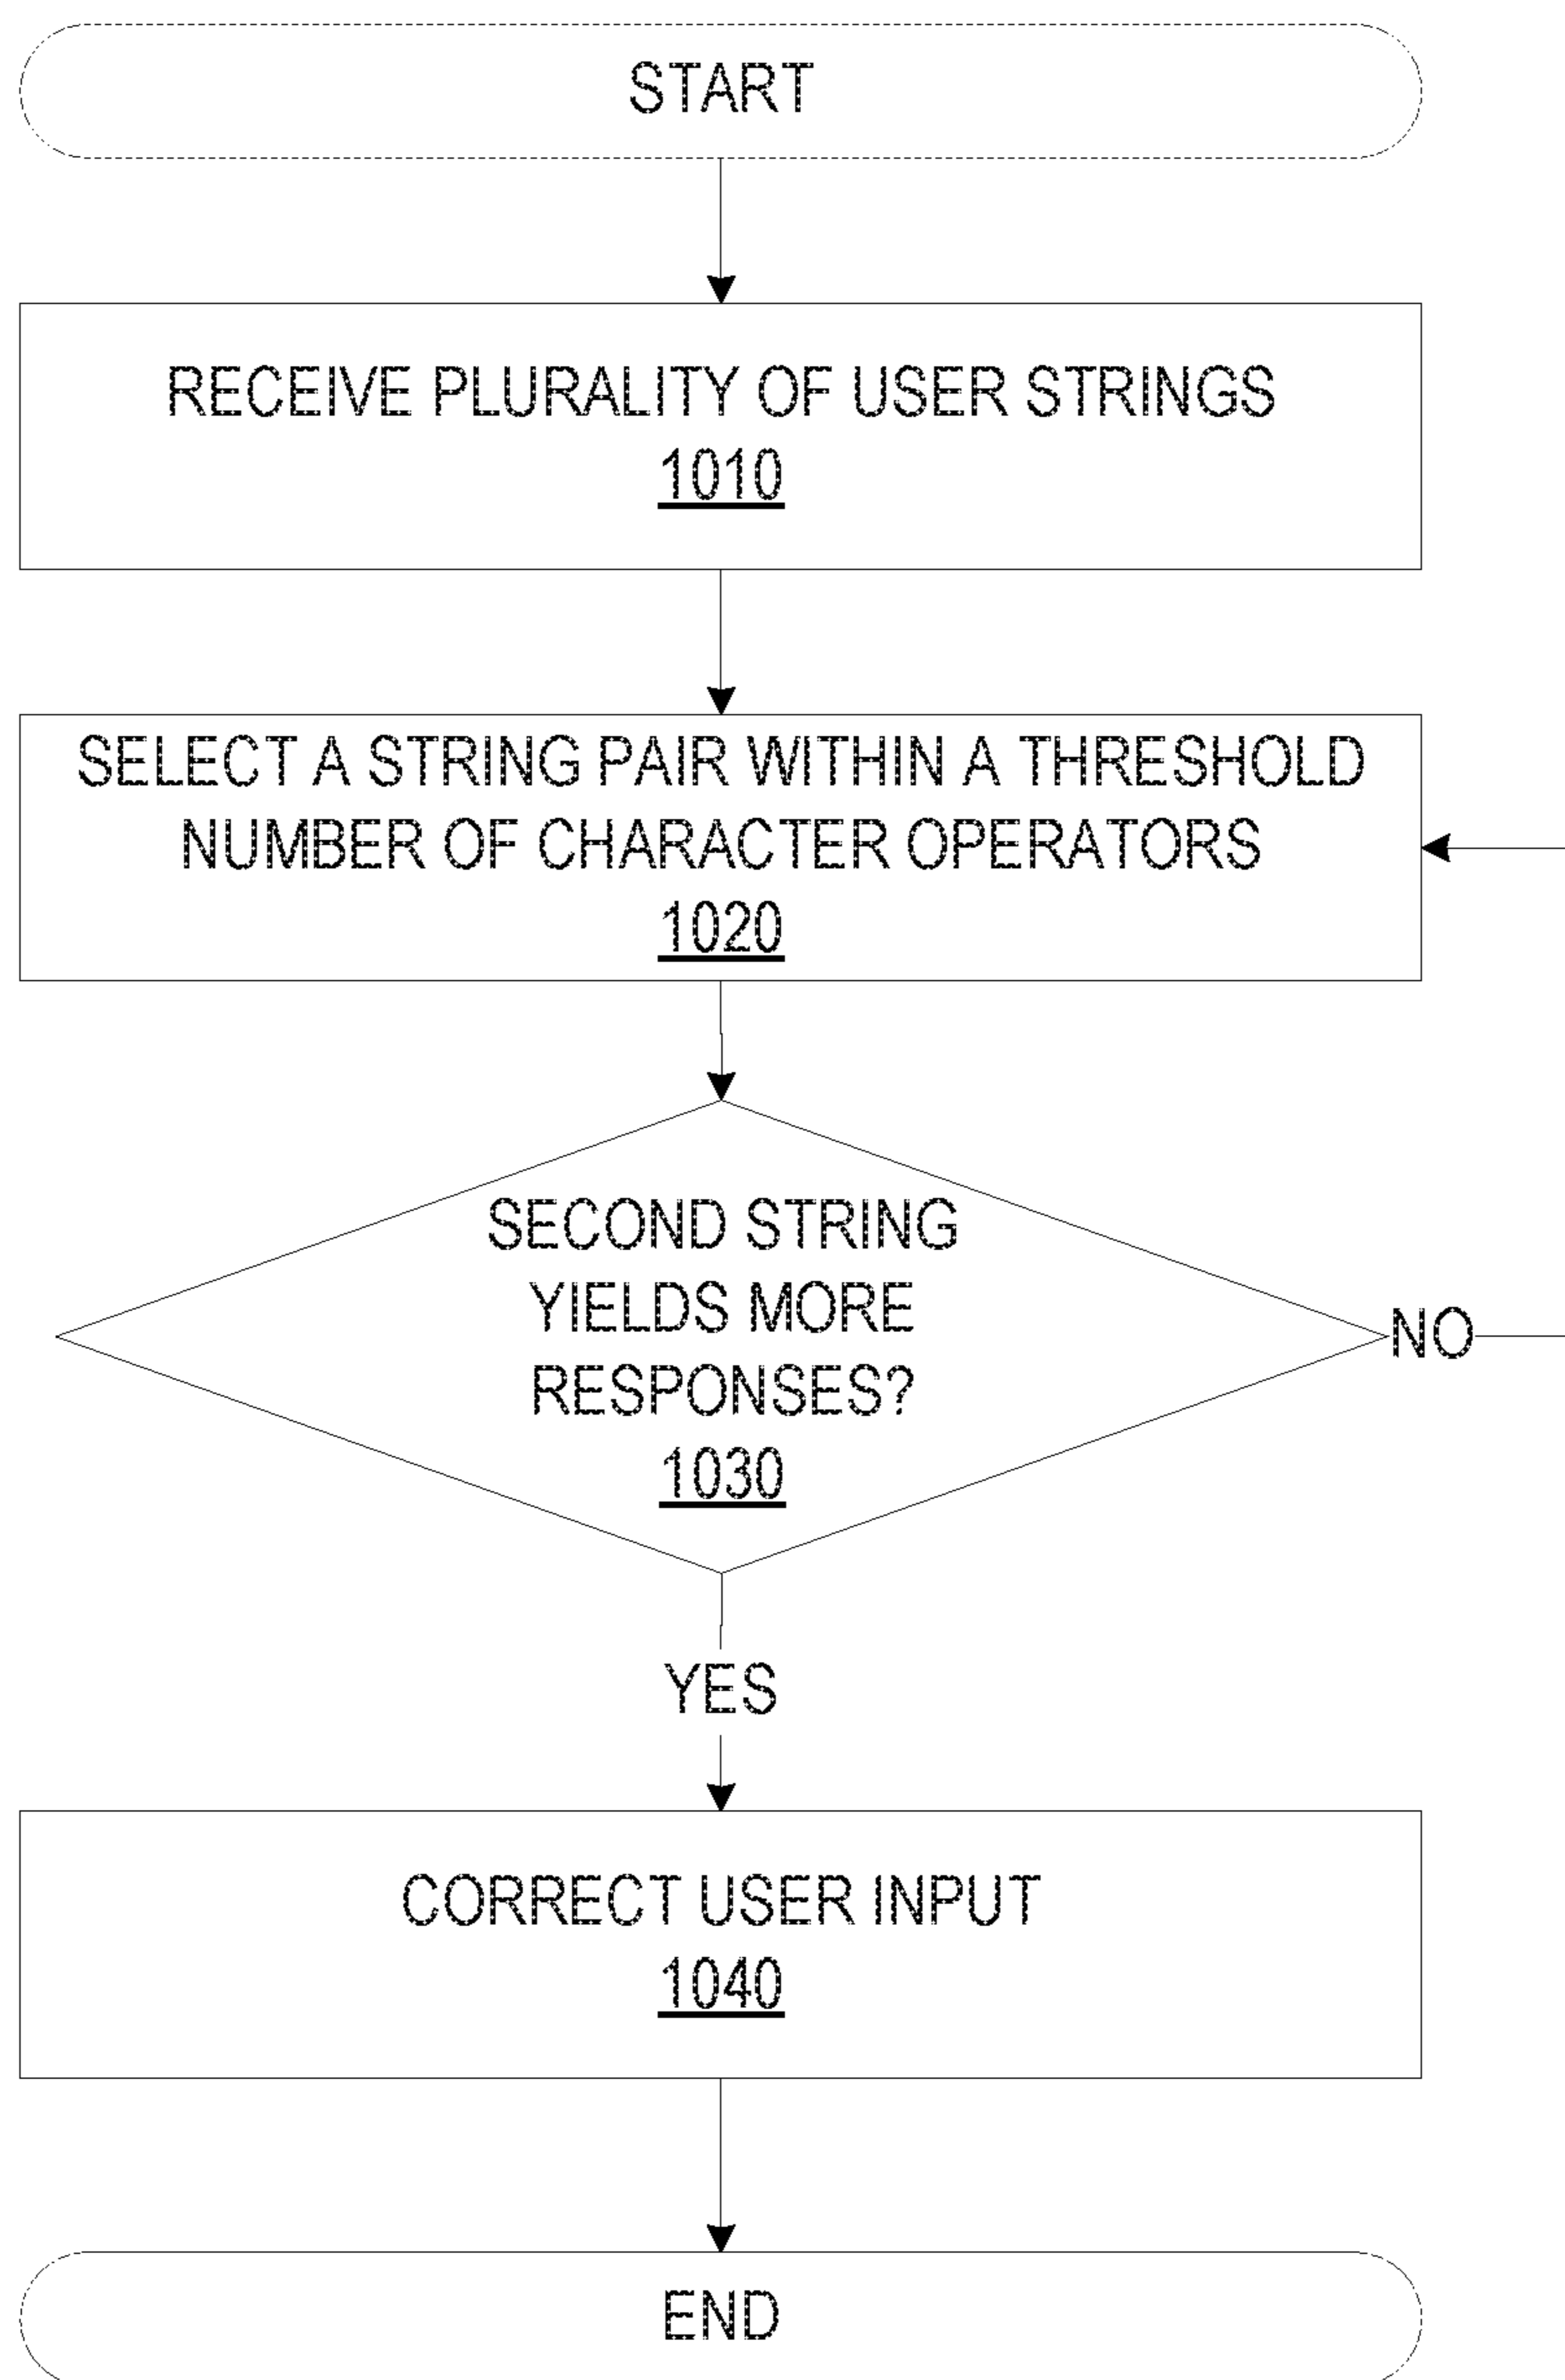 START
RECEIVE PLURALITY OF USER STRINGS
1010
SELECT A STRING PAIR WITHIN A THRESHOLD
NUMBER OF CHARACTER OPERATORS
1020
SECOND STRING
YIELDS MORE
RESPONSES?
1030
NO
YES
CORRECT USER INPUT
1040
END